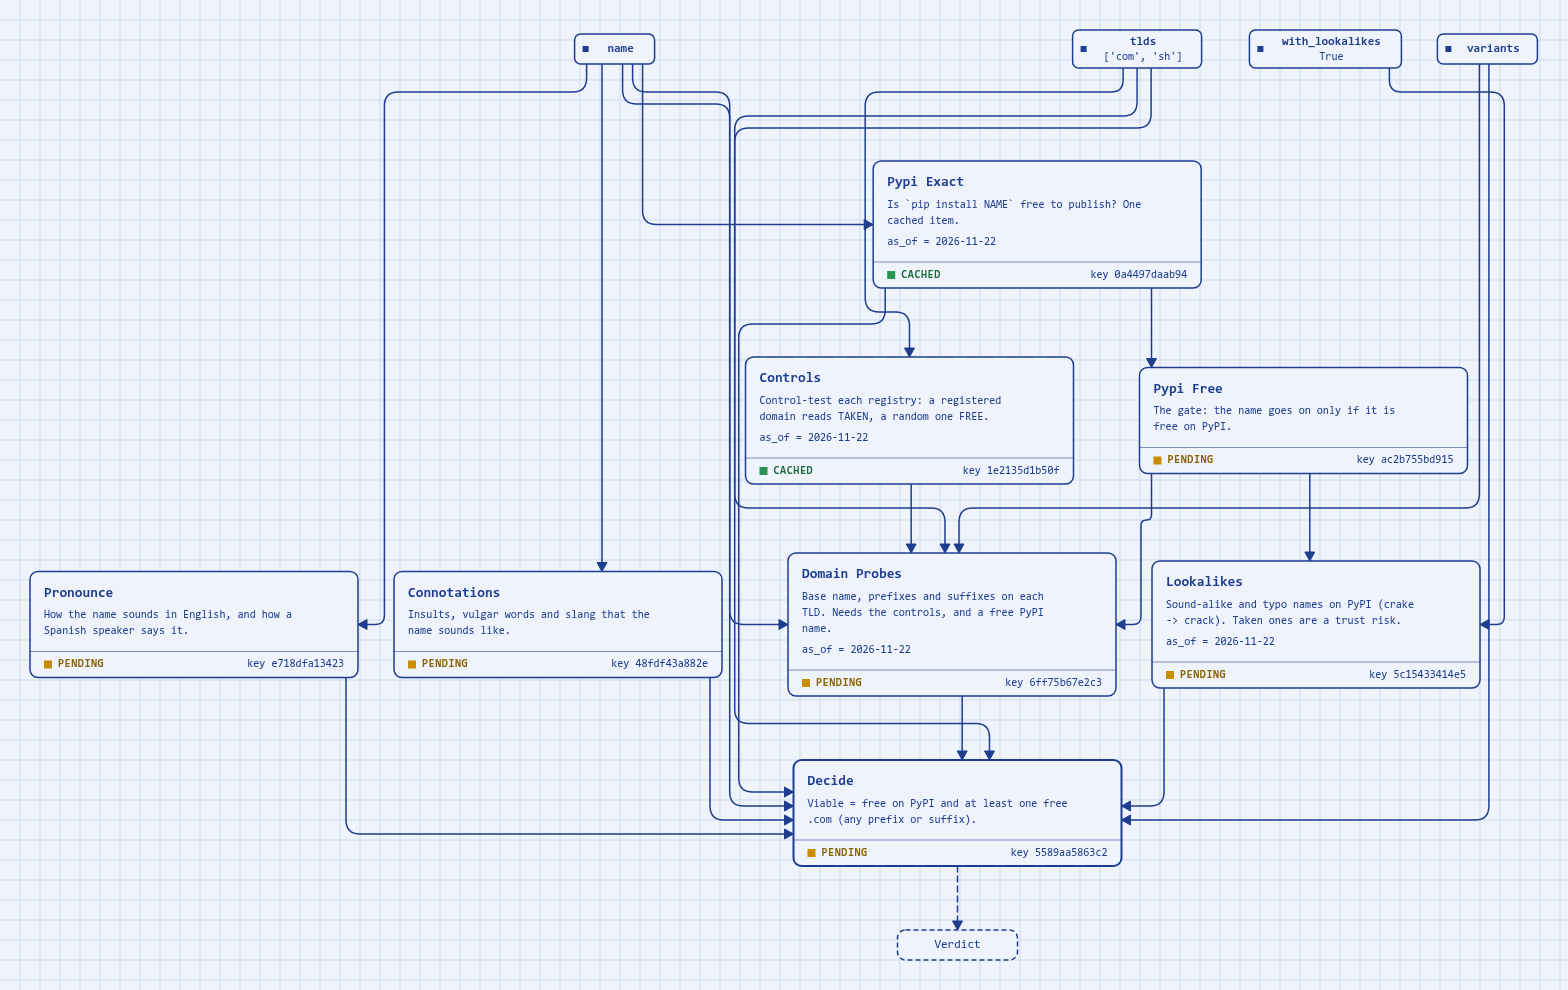 name
tlds
['com', 'sh']
with_lookalikes
True
variants
Pypi Exact
Is `pip install NAME` free to publish? One
cached item.
as_of = 2026-11-22
CACHED
key 0a4497daab94
Controls
Control-test each registry: a registered
domain reads TAKEN, a random one FREE.
as_of = 2026-11-22
CACHED
key 1e2135d1b50f
Pypi Free
The gate: the name goes on only if it is
free on PyPI.
PENDING
key ac2b755bd915
Pronounce
How the name sounds in English, and how a
Spanish speaker says it.
PENDING
key e718dfa13423
Connotations
Insults, vulgar words and slang that the
name sounds like.
PENDING
key 48fdf43a882e
Domain Probes
Base name, prefixes and suffixes on each
TLD. Needs the controls, and a free PyPI
name.
as_of = 2026-11-22
PENDING
key 6ff75b67e2c3
Lookalikes
Sound-alike and typo names on PyPI (crake
-> crack). Taken ones are a trust risk.
as_of = 2026-11-22
PENDING
key 5c15433414e5
Decide
Viable = free on PyPI and at least one free
.com (any prefix or suffix).
PENDING
key 5589aa5863c2
Verdict